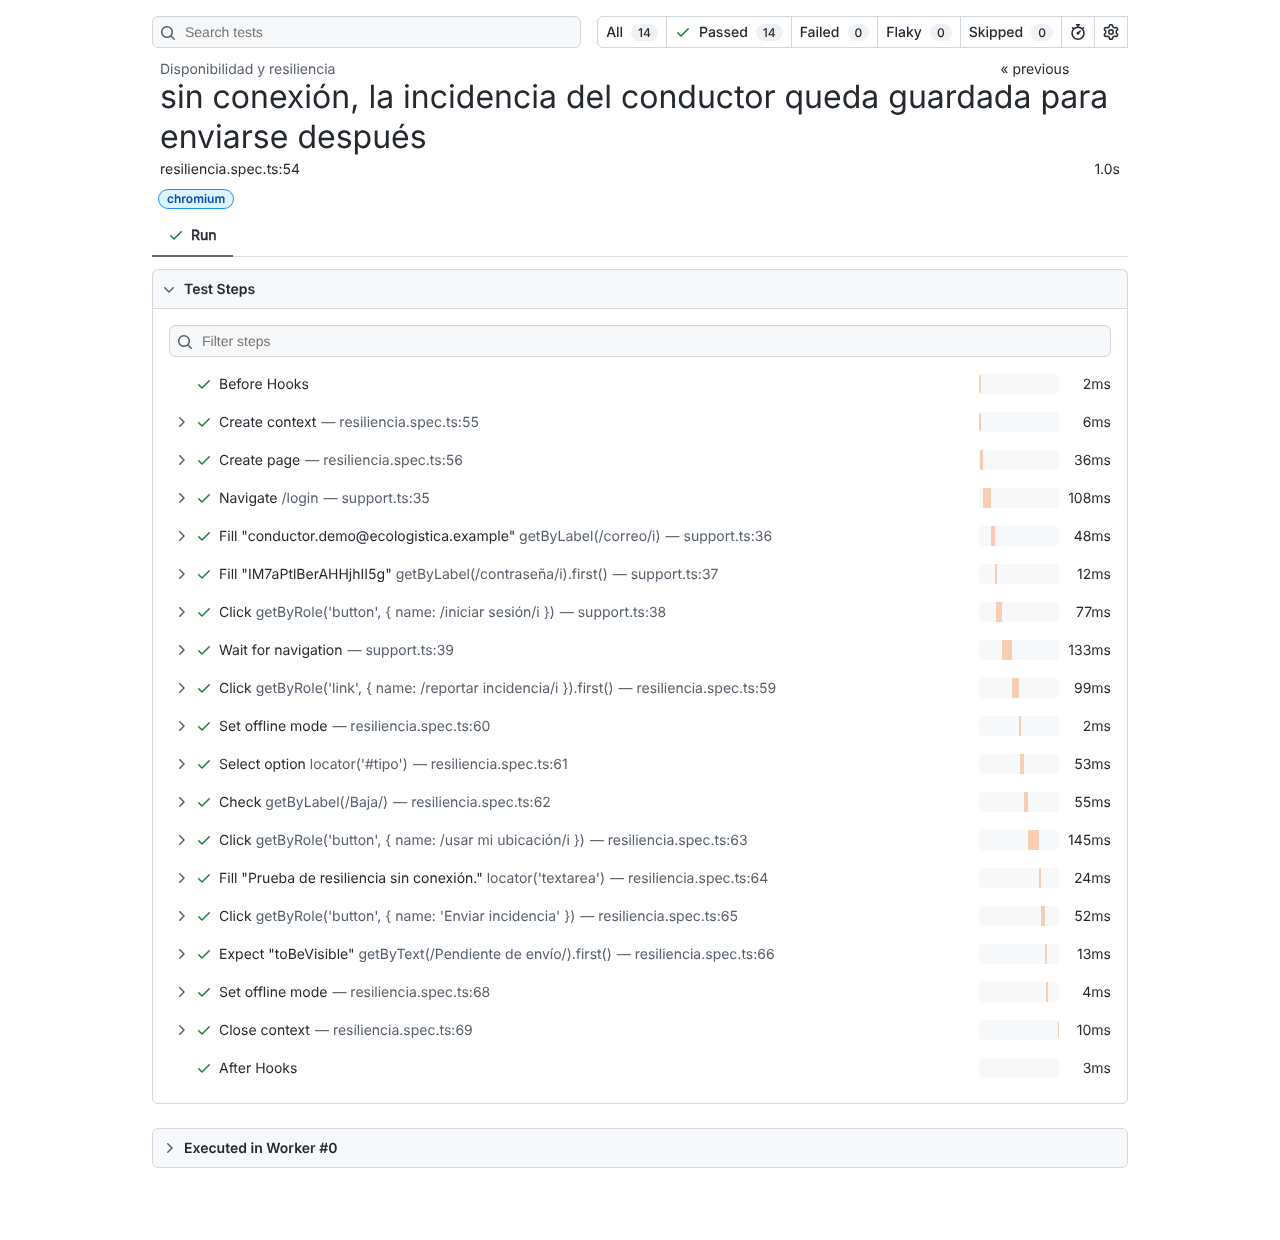 Search tests
All 14
Passed 14
Failed 0
Flaky 0
Skipped 0
Disponibilidad y resiliencia
« previous
sin conexión, la incidencia del conductor queda guardada para
enviarse después
resiliencia.spec.ts:54
1.0s
chromium
Run
Test Steps
Filter steps
Before Hooks 2ms
Create context — resiliencia.spec.ts:55 6ms
Create page — resiliencia.spec.ts:56 36ms
Navigate /login — support.ts:35 108ms
Fill "conductor.demo@ecologistica.example" getByLabel(/correo/i) — support.ts:36 48ms
Fill "IM7aPtlBerAHHjhII5g" getByLabel(/contraseña/i).first() — support.ts:37 12ms
Click getByRole('button', { name: /iniciar sesión/i }) — support.ts:38 77ms
Wait for navigation — support.ts:39 133ms
Click getByRole('link', { name: /reportar incidencia/i }).first() — resiliencia.spec.ts:59 99ms
Set offline mode — resiliencia.spec.ts:60 2ms
Select option locator('#tipo') — resiliencia.spec.ts:61 53ms
Check getByLabel(/Baja/) — resiliencia.spec.ts:62 55ms
Click getByRole('button', { name: /usar mi ubicación/i }) — resiliencia.spec.ts:63 145ms
Fill "Prueba de resiliencia sin conexión." locator('textarea') — resiliencia.spec.ts:64 24ms
Click getByRole('button', { name: 'Enviar incidencia' }) — resiliencia.spec.ts:65 52ms
Expect "toBeVisible" getByText(/Pendiente de envío/).first() — resiliencia.spec.ts:66 13ms
Set offline mode — resiliencia.spec.ts:68 4ms
Close context — resiliencia.spec.ts:69 10ms
After Hooks 3ms
Executed in Worker #0